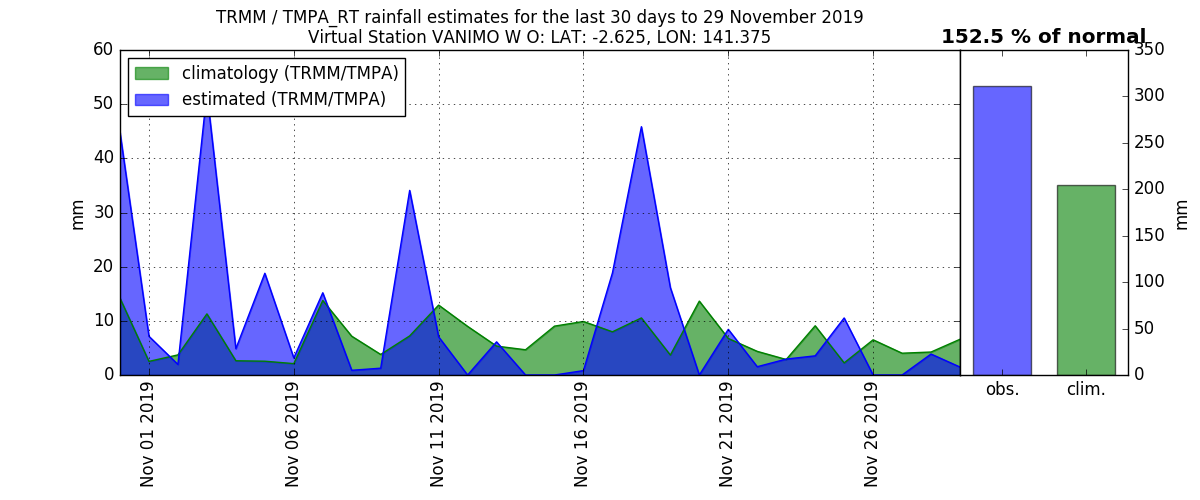 TRMM / TMPA_RT rainfall estimates for the last 30 days to 29 November 2019
Virtual Station VANIMO W O: LAT: -2.625, LON: 141.375
152.5 % of normal
climatology (TRMM/TMPA)
estimated (TRMM/TMPA)
60
50
40
30
20
10
0
mm
Nov 01 2019
Nov 06 2019
Nov 11 2019
Nov 16 2019
Nov 21 2019
Nov 26 2019
obs.
clim.
350
300
250
200
150
100
50
0
mm